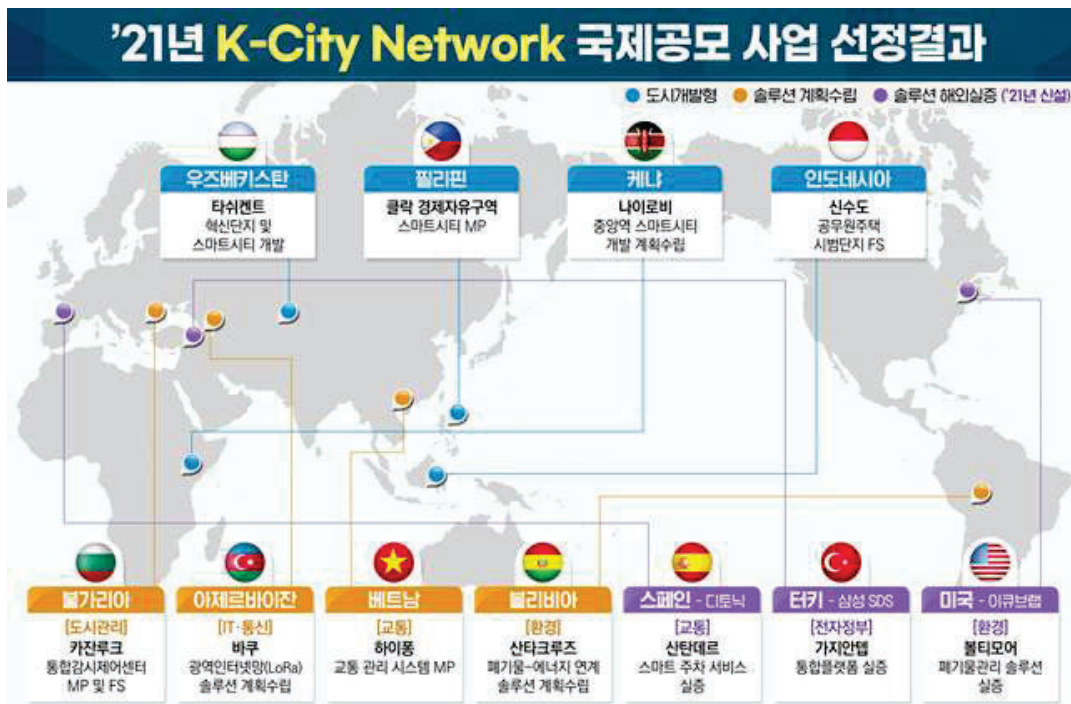 '21년 K-City Network 국제공모 사업 선정결과
도시개발형 솔루션 계획수립 솔루션 해외실증 ('21년 신설)
우즈베키스탄
타쉬켄트
혁신단지 및
스마트시티 개발
필리핀
클락 경제자유구역
스마트시티 MP
케냐
나이로비
중앙역 스마트시티
개발 계획수립
인도네시아
신수도
공무원주택
시범단지 FS
불가리아
[도시관리]
카잔루크
통합감시제어센터
MP 및 FS
아제르바이잔
[IT·통신]
바쿠
광역인터넷망(LoRa)
솔루션 계획수립
베트남
[교통]
하이퐁
교통 관리 시스템 MP
볼리비아
[환경]
산타크루즈
폐기물-에너지 연계
솔루션 계획수립
스페인 - 디토닉
[교통]
산탄데르
스마트 주차 서비스
실증
터키 - 삼성 SDS
[전자정부]
가지안텝
통합플랫폼 실증
미국 - 이큐브랩
[환경]
볼티모어
폐기물관리 솔루션
실증